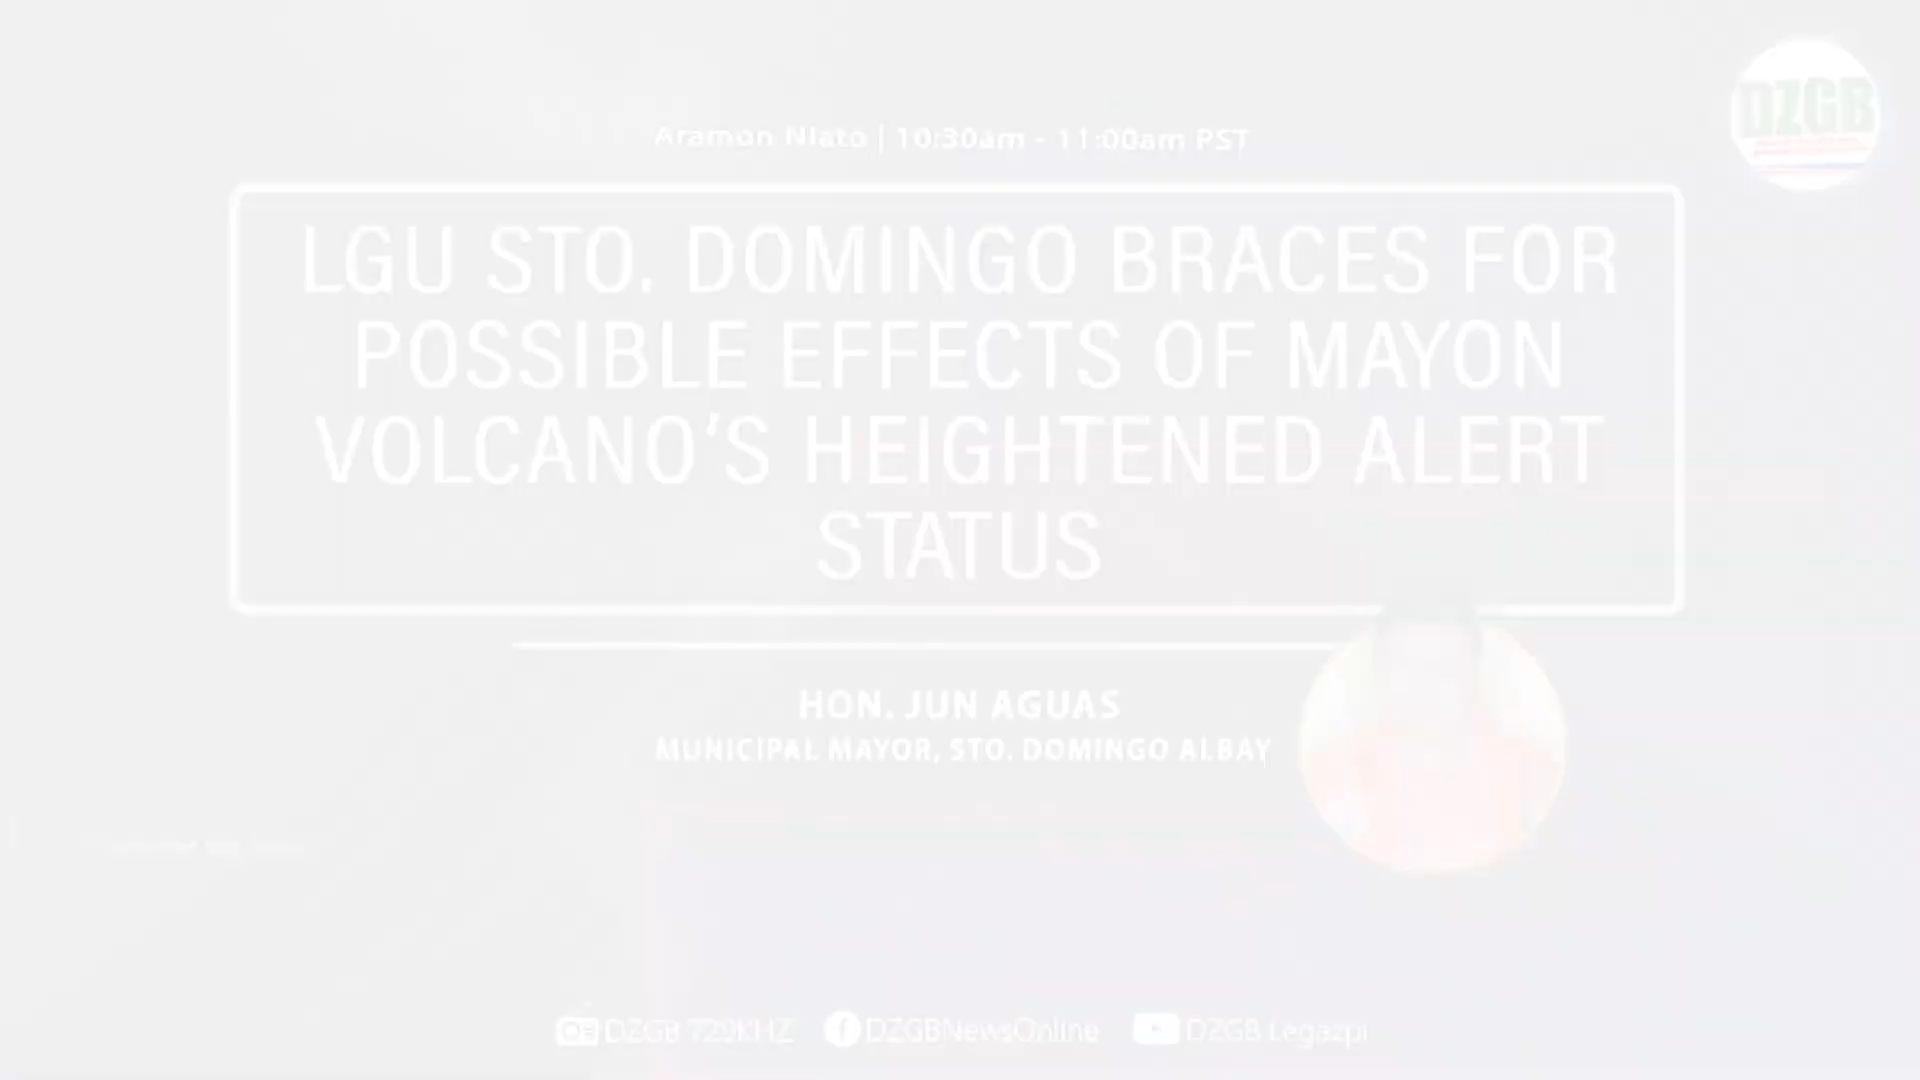 DZGB
Aramon Niato | 10:30am - 11:00am PST
LGU STO. DOMINGO BRACES FOR
POSSIBLE EFFECTS OF MAYON
VOLCANO'S HEIGHTENED ALERT
STATUS
HON. JUN AGUAS
MUNICIPAL MAYOR, STO. DOMINGO ALBAY
DZGB 729KHZ DZGBNewsOnline DZGB Legazpi